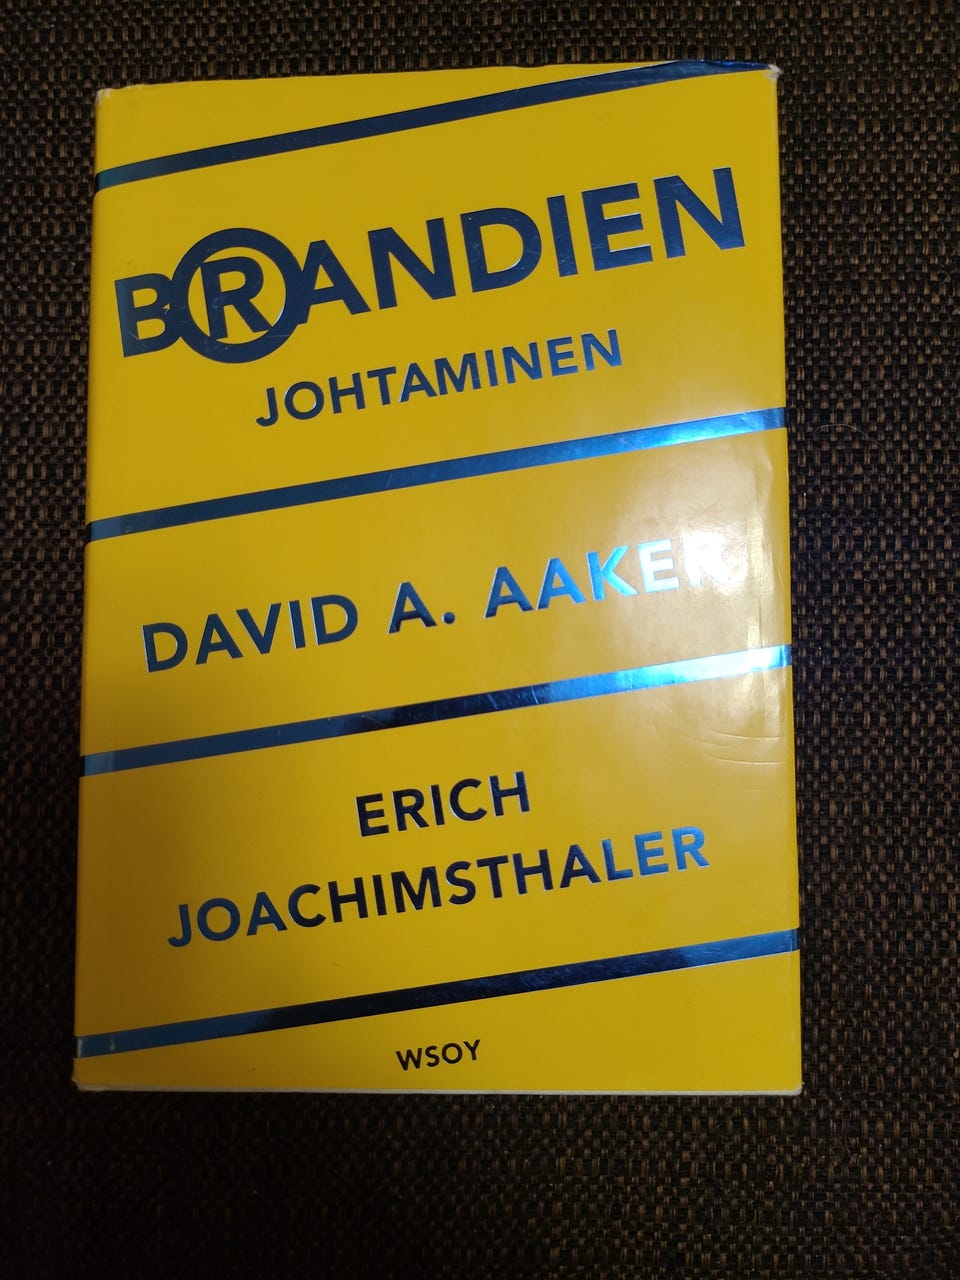 BRANDIEN
JOHTAMINEN
DAVID A. AAKER
ERICH
JOACHIMSTHALER
WSOY